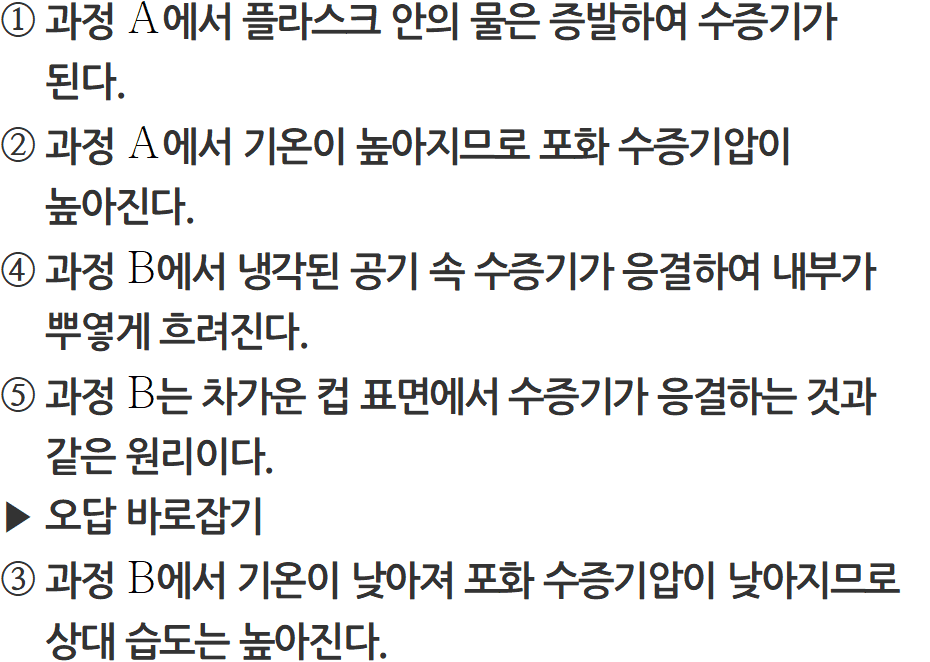 ① 과정 A에서 플라스크 안의 물은 증발하여 수증기가
된다.
② 과정 A에서 기온이 높아지므로 포화 수증기압이
높아진다.
④ 과정 B에서 냉각된 공기 속 수증기가 응결하여 내부가
뿌옇게 흐려진다.
⑤ 과정 B는 차가운 컵 표면에서 수증기가 응결하는 것과
같은 원리이다.
▶ 오답 바로잡기
③ 과정 B에서 기온이 낮아져 포화 수증기압이 낮아지므로
상대 습도는 높아진다.